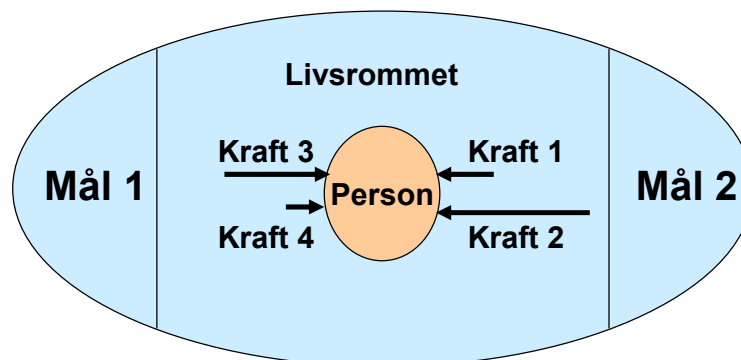 Livsrommet
Kraft 3
Kraft 1
Mål 1
Person
Mål 2
Kraft 4
Kraft 2